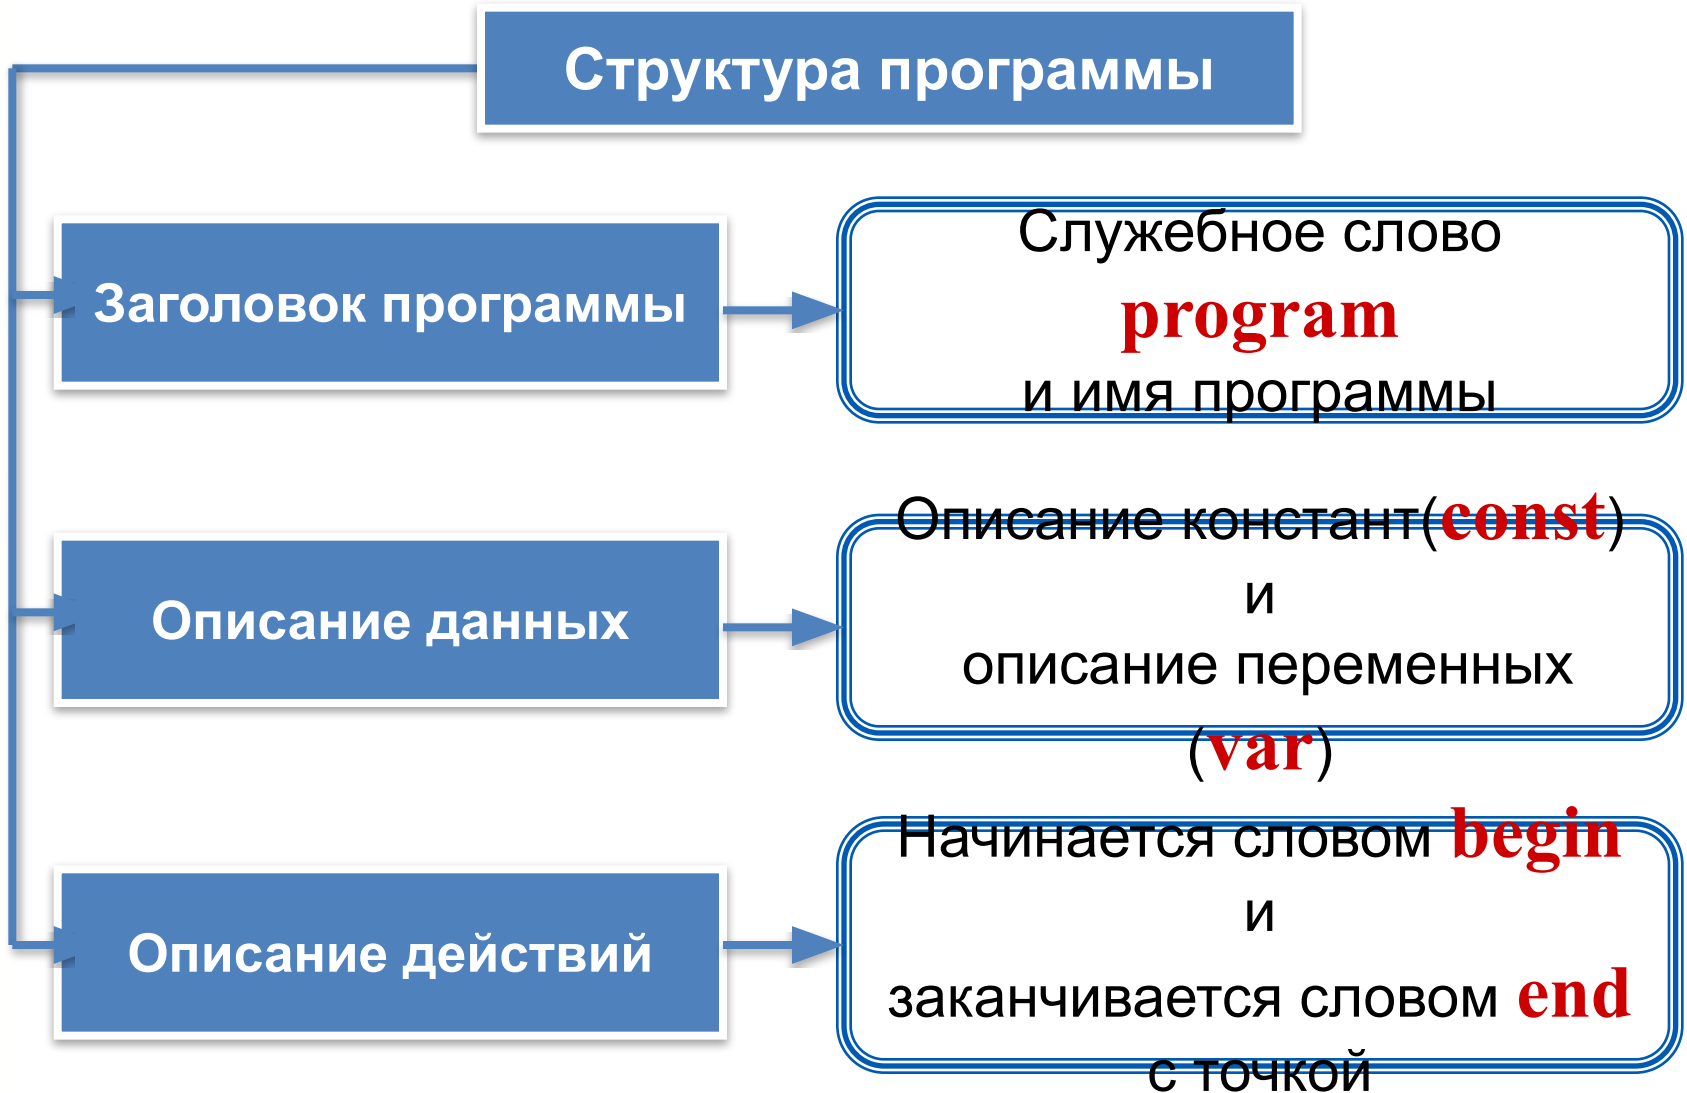 Структура программы
Заголовок программы
Служебное слово
program
и имя программы
Описание данных
Описание констант(const)
и
описание переменных
(var)
Описание действий
Начинается словом begin
и
заканчивается словом end
с точкой